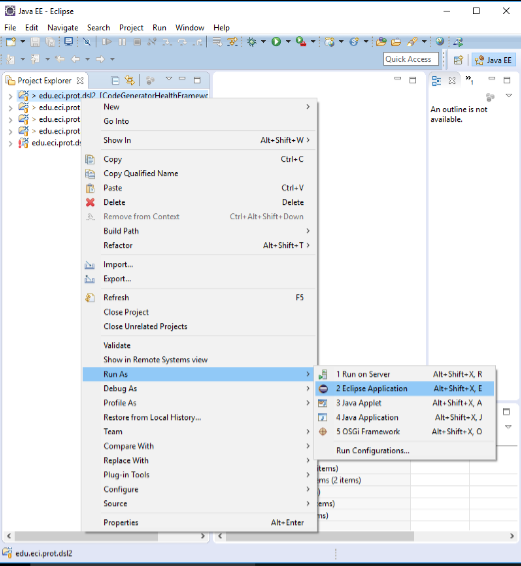 Java EE - Eclipse
File Edit Navigate Search Project Run Window Help
Quick Access
Java EE
Project Explorer
> edu.eci.prot.dsl2 [CodeGeneratorHealthFramewo
> edu.eci.prot
> edu.eci.prot
> edu.eci.prot
edu.eci.prot.ds
An outline is not
available.
New
Go Into
Show In Alt+Shift+W >
Copy Ctrl+C
Copy Qualified Name
Paste Ctrl+V
Delete Delete
Remove from Context Ctrl+Alt+Shift+Down
Build Path
Refactor Alt+Shift+T >
Import...
Export...
Refresh F5
Close Project
Close Unrelated Projects
Validate
Show in Remote Systems view
Run As
Debug As
Profile As
Restore from Local History...
Team
Compare With
Replace With
Plug-in Tools
Configure
Source
Properties Alt+Enter
1 Run on Server Alt+Shift+X, R
2 Eclipse Application Alt+Shift+X, E
3 Java Applet Alt+Shift+X, A
4 Java Application Alt+Shift+X, J
5 OSGi Framework Alt+Shift+X, O
Run Configurations...
items)
ms (2 items)
)
ms)
items)
edu.eci.prot.dsl2